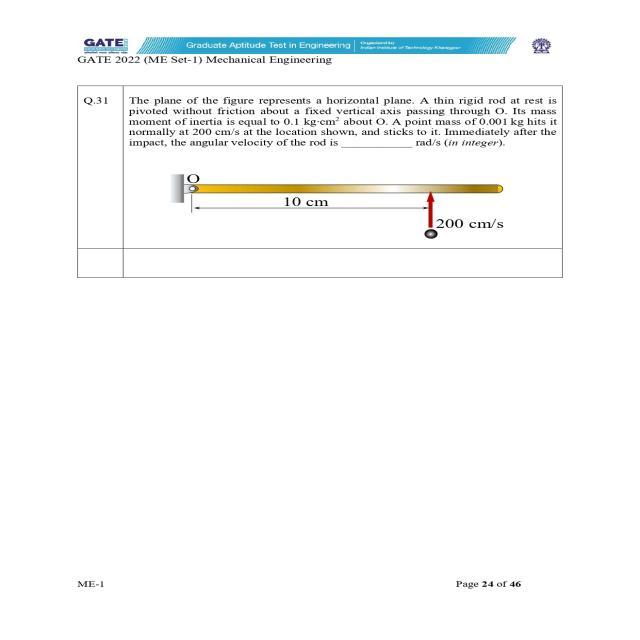 GATE
Graduate Aptitude Test in Engineering
Organized by
Indian Institute of Technology Kharagpur
GATE 2022 (ME Set-1) Mechanical Engineering
Q.31
The plane of the figure represents a horizontal plane. A thin rigid rod at rest is
pivoted without friction about a fixed vertical axis passing through O. Its mass
moment of inertia is equal to 0.1 kg·cm² about O. A point mass of 0.001 kg hits it
normally at 200 cm/s at the location shown, and sticks to it. Immediately after the
impact, the angular velocity of the rod is ____________ rad/s (in integer).
O
10 cm
200 cm/s
ME-1
Page 24 of 46